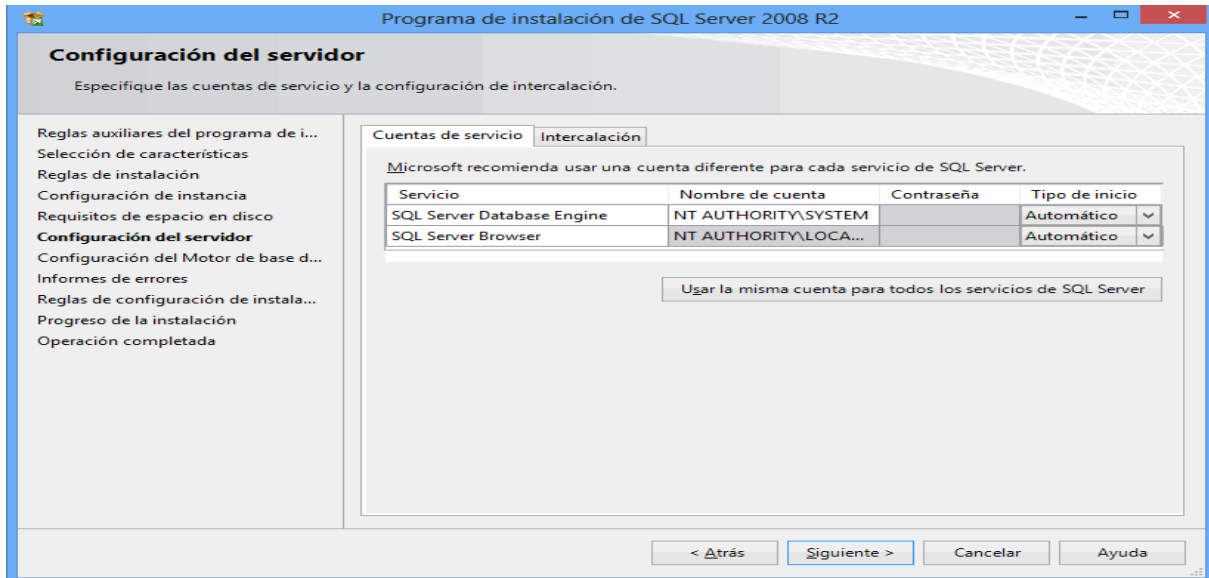 Programa de instalación de SQL Server 2008 R2
Configuración del servidor
Especifique las cuentas de servicio y la configuración de intercalación.
Reglas auxiliares del programa de i...
Selección de características
Reglas de instalación
Configuración de instancia
Requisitos de espacio en disco
Configuración del servidor
Configuración del Motor de base d...
Informes de errores
Reglas de configuración de instala...
Progreso de la instalación
Operación completada
Cuentas de servicio Intercalación
Microsoft recomienda usar una cuenta diferente para cada servicio de SQL Server.
Servicio Nombre de cuenta Contraseña Tipo de inicio
SQL Server Database Engine NT AUTHORITY\SYSTEM Automático
SQL Server Browser NT AUTHORITY\LOCA... Automático
Usar la misma cuenta para todos los servicios de SQL Server
< Atrás Siguiente > Cancelar Ayuda